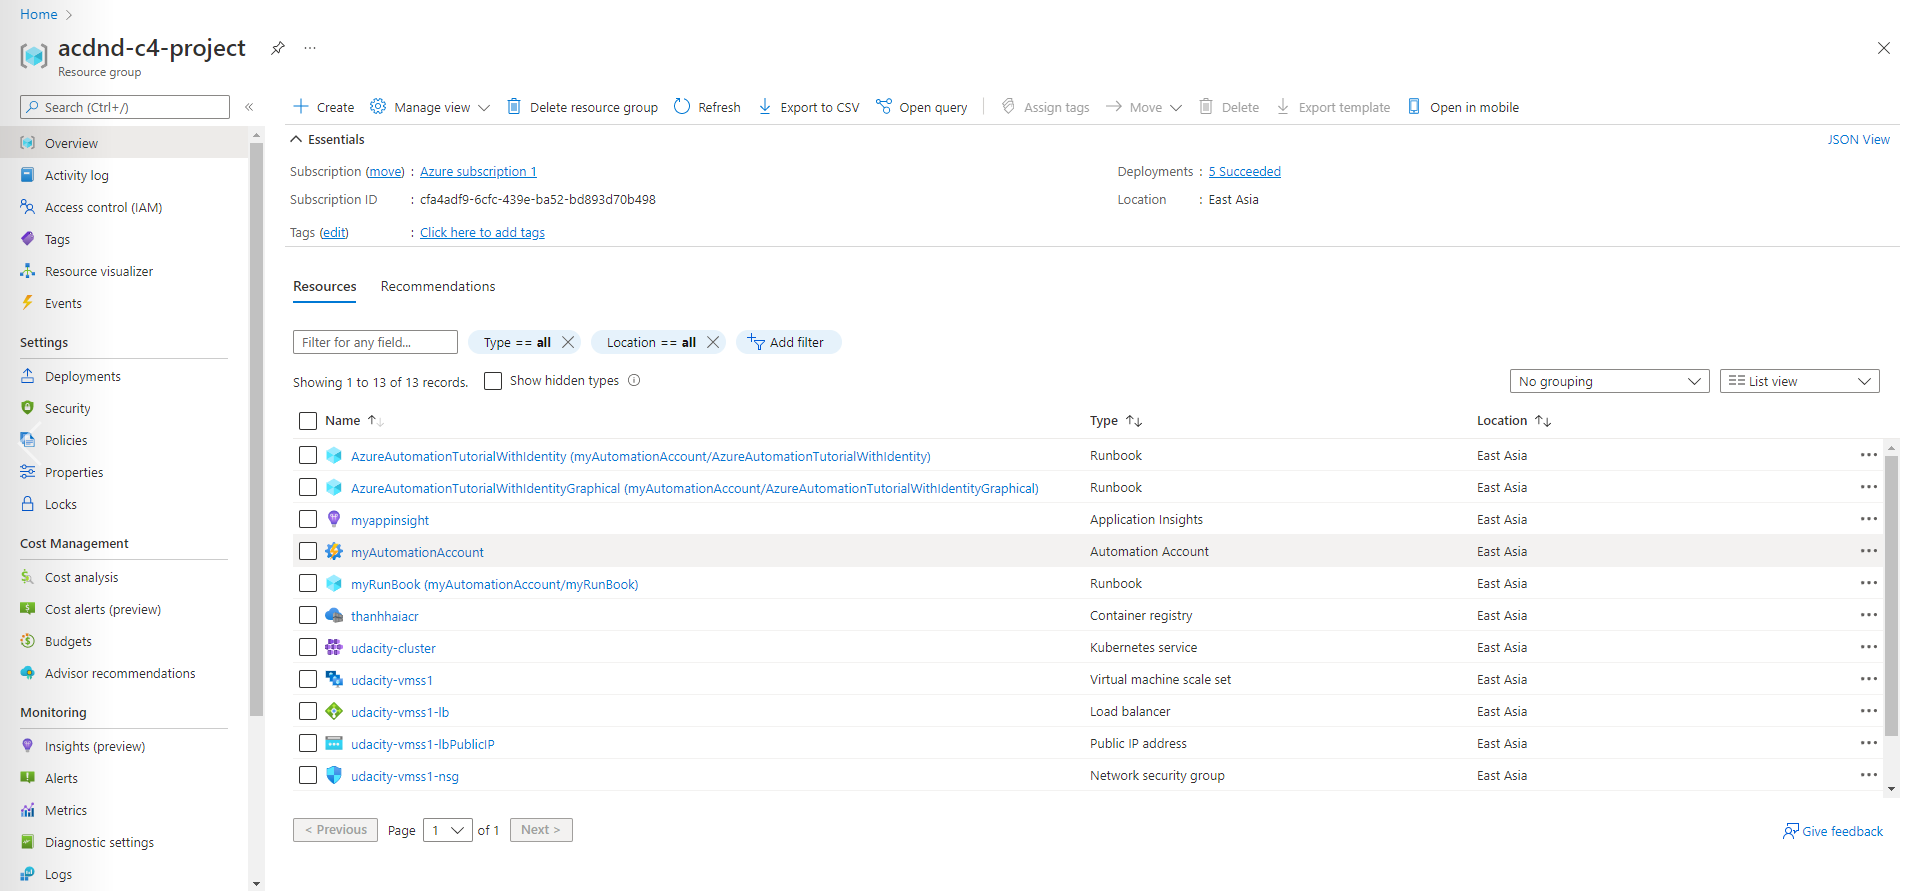 Home
acdnd-c4-project
Resource group
Search (Ctrl+/)
Overview
Activity log
Access control (IAM)
Tags
Resource visualizer
Events
Settings
Deployments
Security
Policies
Properties
Locks
Cost Management
Cost analysis
Cost alerts (preview)
Budgets
Advisor recommendations
Monitoring
Insights (preview)
Alerts
Metrics
Diagnostic settings
Logs
Create Manage view Delete resource group Refresh Export to CSV Open query Assign tags Move Delete Export template Open in mobile
Essentials JSON View
Subscription (move) : Azure subscription 1 Deployments : 5 Succeeded
Subscription ID : cfa4adf9-6cfc-439e-ba52-bd893d70b498 Location : East Asia
Tags (edit) : Click here to add tags
Resources Recommendations
Filter for any field... Type == all Location == all Add filter
Showing 1 to 13 of 13 records. Show hidden types No grouping List view
Name Type Location
AzureAutomationTutorialWithIdentity (myAutomationAccount/AzureAutomationTutorialWithIdentity) Runbook East Asia
AzureAutomationTutorialWithIdentityGraphical (myAutomationAccount/AzureAutomationTutorialWithIdentityGraphical) Runbook East Asia
myappinsight Application Insights East Asia
myAutomationAccount Automation Account East Asia
myRunBook (myAutomationAccount/myRunBook) Runbook East Asia
thanhhaiacr Container registry East Asia
udacity-cluster Kubernetes service East Asia
udacity-vmss1 Virtual machine scale set East Asia
udacity-vmss1-lb Load balancer East Asia
udacity-vmss1-lbPublicIP Public IP address East Asia
udacity-vmss1-nsg Network security group East Asia
< Previous Page 1 of 1 Next > Give feedback